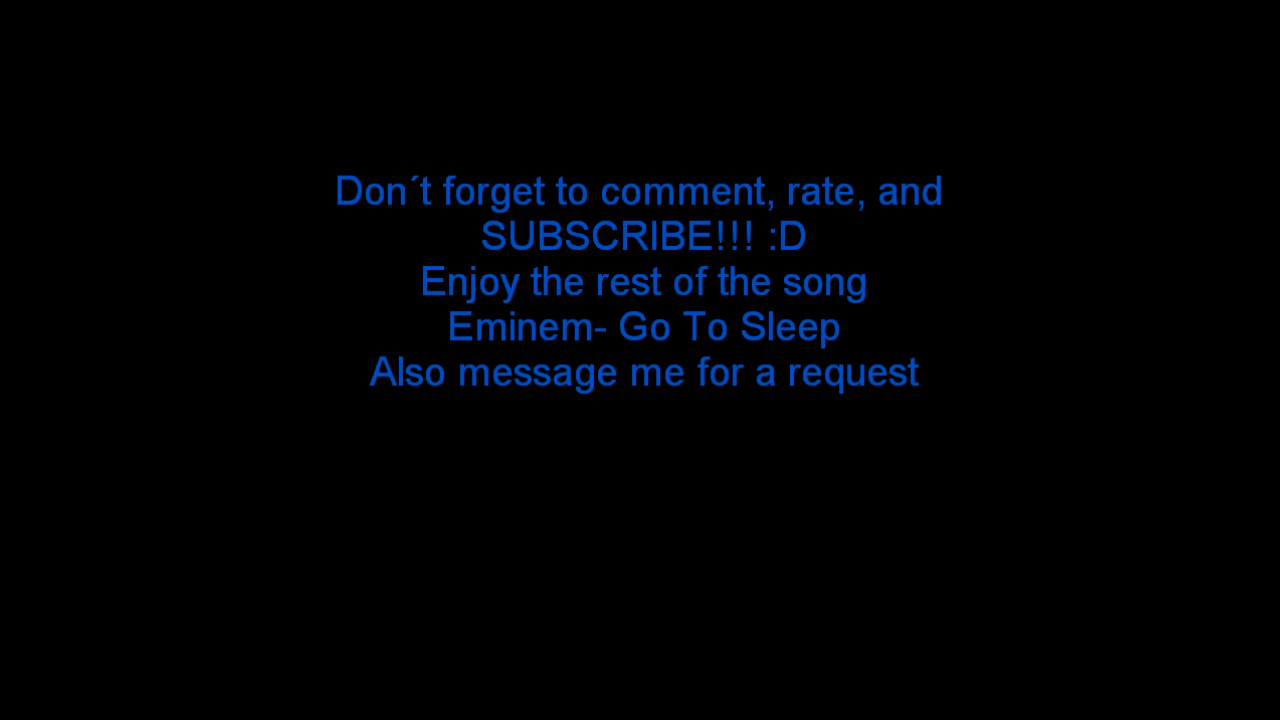 Don´t forget to comment, rate, and
SUBSCRIBE!!! :D
Enjoy the rest of the song
Eminem- Go To Sleep
Also message me for a request